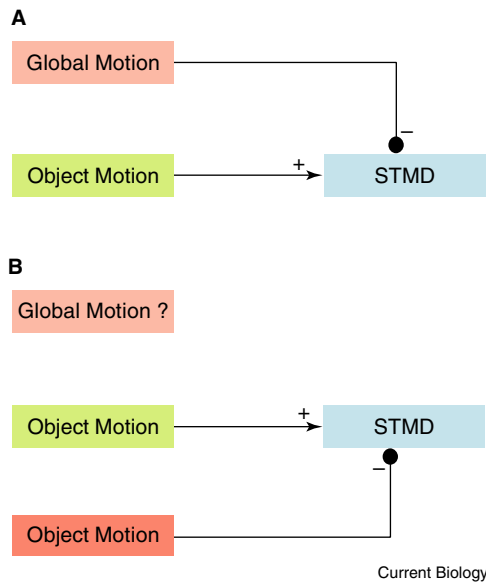 A
Global Motion
−
+
Object Motion
STMD
B
Global Motion ?
+
Object Motion
STMD
−
Object Motion
Current Biology